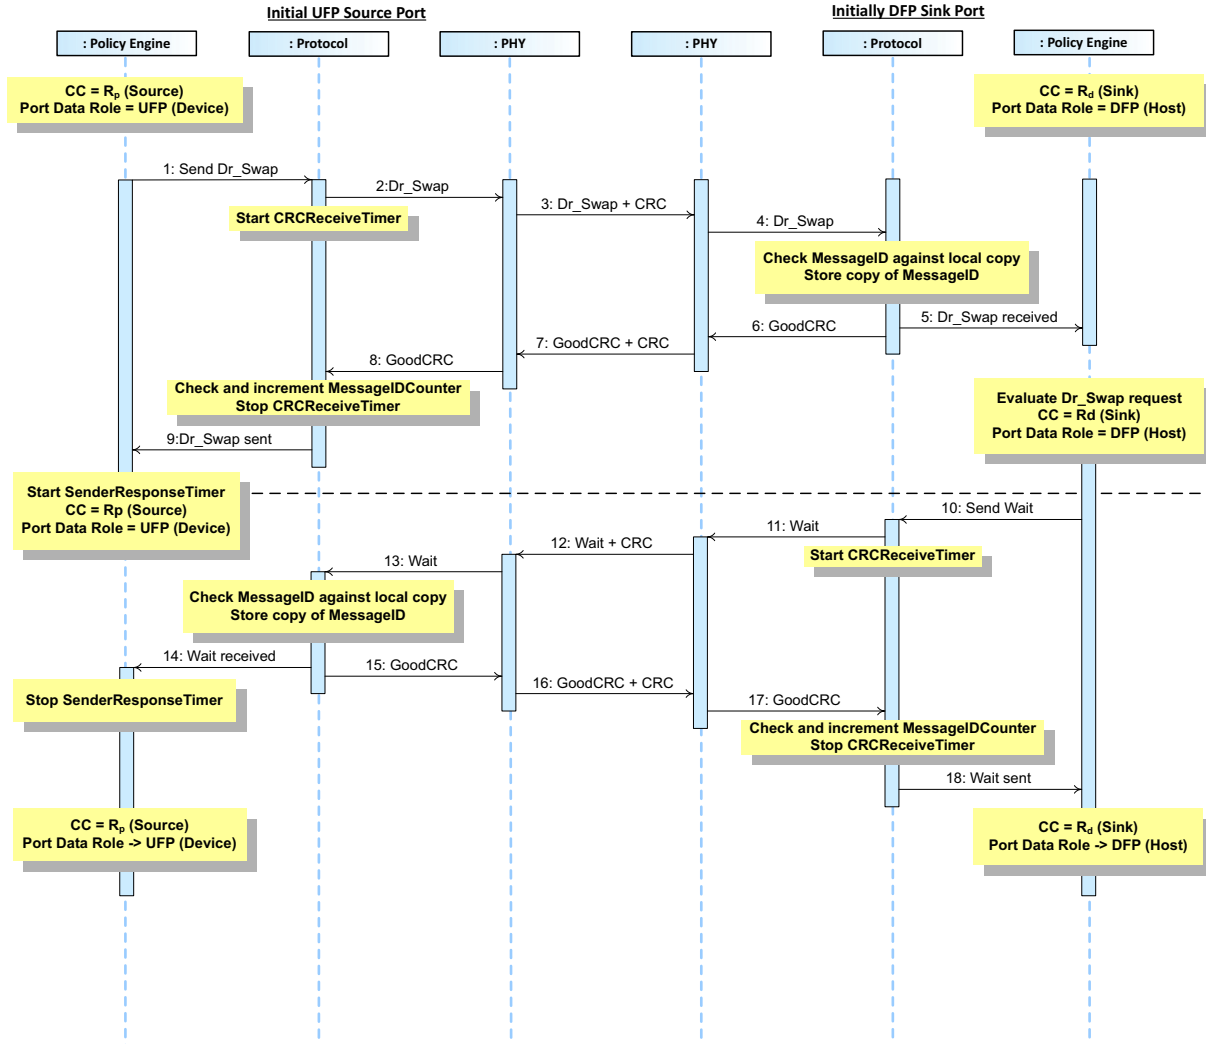 Initial UFP Source Port
Initially DFP Sink Port
: Policy Engine
: Protocol
: PHY
: PHY
: Protocol
: Policy Engine
CC = Rp (Source)
Port Data Role = UFP (Device)
CC = Rd (Sink)
Port Data Role = DFP (Host)
1: Send Dr_Swap
2:Dr_Swap
Start CRCReceiveTimer
3: Dr_Swap + CRC
4: Dr_Swap
Check MessageID against local copy
Store copy of MessageID
5: Dr_Swap received
6: GoodCRC
7: GoodCRC + CRC
8: GoodCRC
Check and increment MessageIDCounter
Stop CRCReceiveTimer
9:Dr_Swap sent
Evaluate Dr_Swap request
CC = Rd (Sink)
Port Data Role = DFP (Host)
Start SenderResponseTimer
CC = Rp (Source)
Port Data Role = UFP (Device)
10: Send Wait
11: Wait
Start CRCReceiveTimer
12: Wait + CRC
13: Wait
Check MessageID against local copy
Store copy of MessageID
14: Wait received
15: GoodCRC
Stop SenderResponseTimer
16: GoodCRC + CRC
17: GoodCRC
Check and increment MessageIDCounter
Stop CRCReceiveTimer
18: Wait sent
CC = Rp (Source)
Port Data Role -> UFP (Device)
CC = Rd (Sink)
Port Data Role -> DFP (Host)